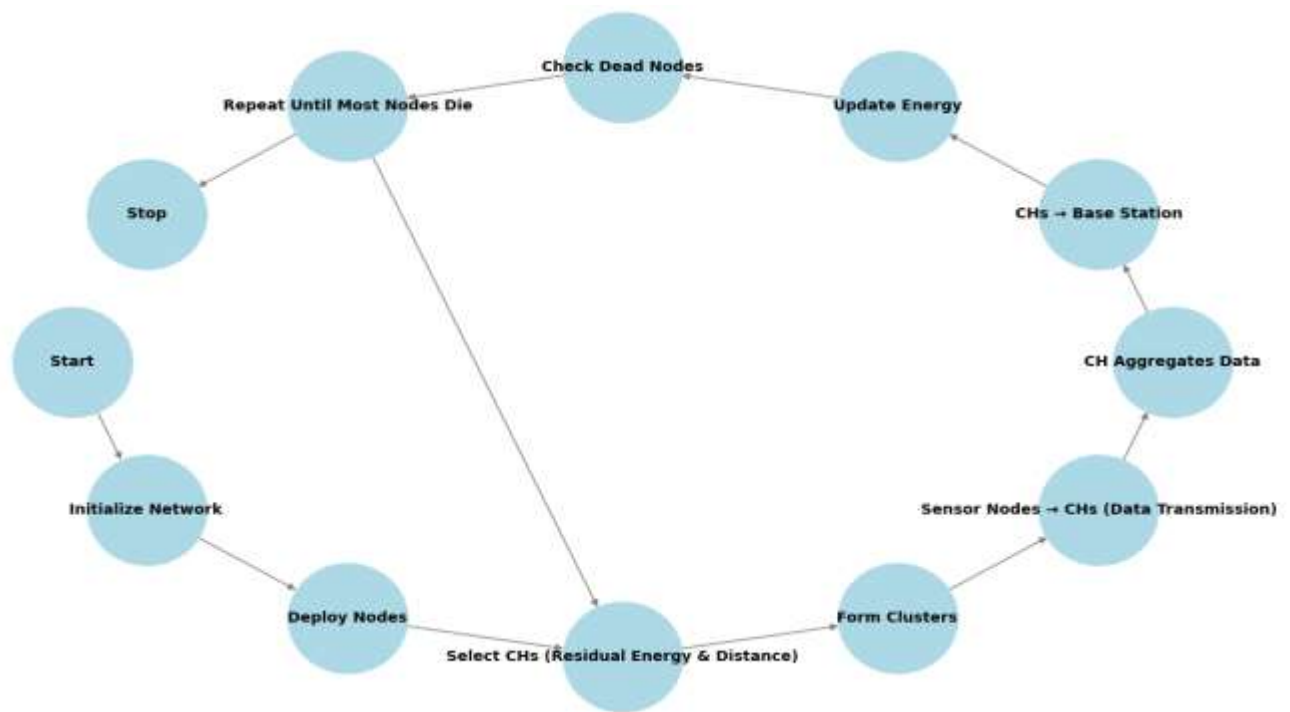 Check Dead Nodes
Repeat Until Most Nodes Die
Update Energy
Stop
CHs → Base Station
Start
CH Aggregates Data
Initialize Network
Sensor Nodes → CHs (Data Transmission)
Deploy Nodes
Form Clusters
Select CHs (Residual Energy & Distance)